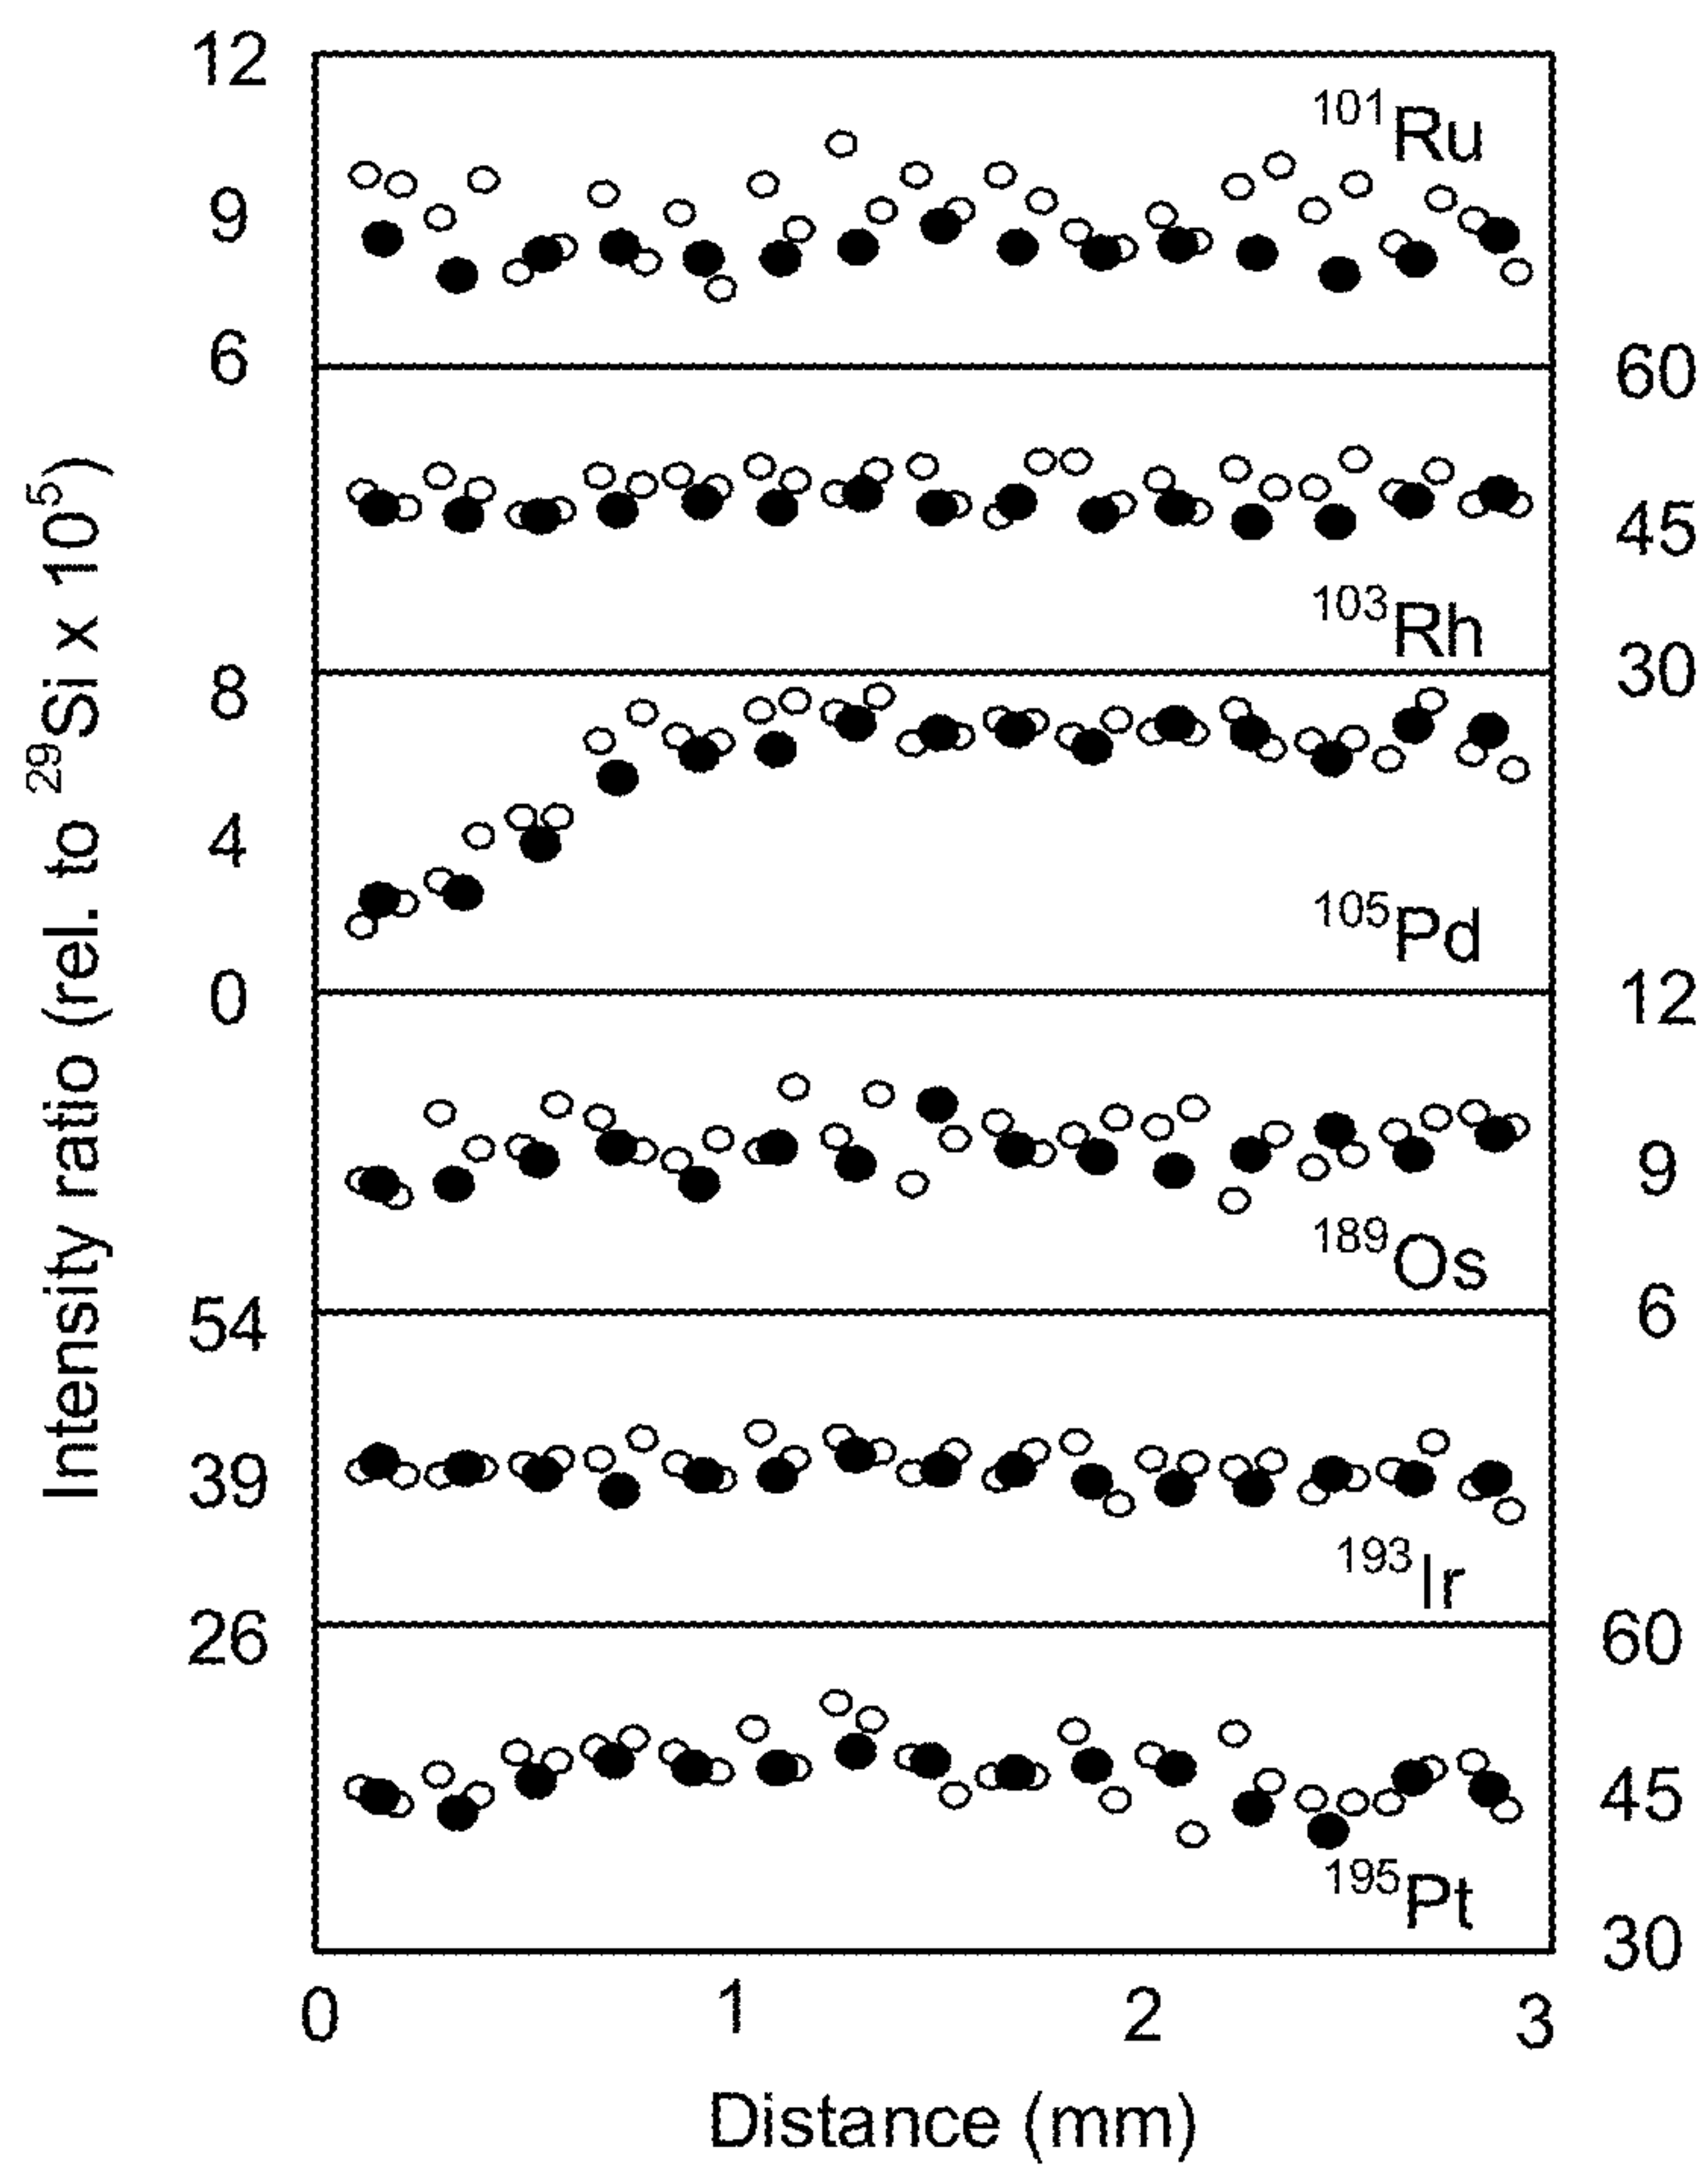 12
¹⁰¹Ru
9
6
60
45
¹⁰³Rh
30
8
4
¹⁰⁵Pd
0
12
9
¹⁸⁹Os
6
54
39
¹⁹³Ir
26
60
45
¹⁹⁵Pt
30
0 1 2 3
Distance (mm)
Intensity ratio (rel. to ²⁹Si x 10⁵)